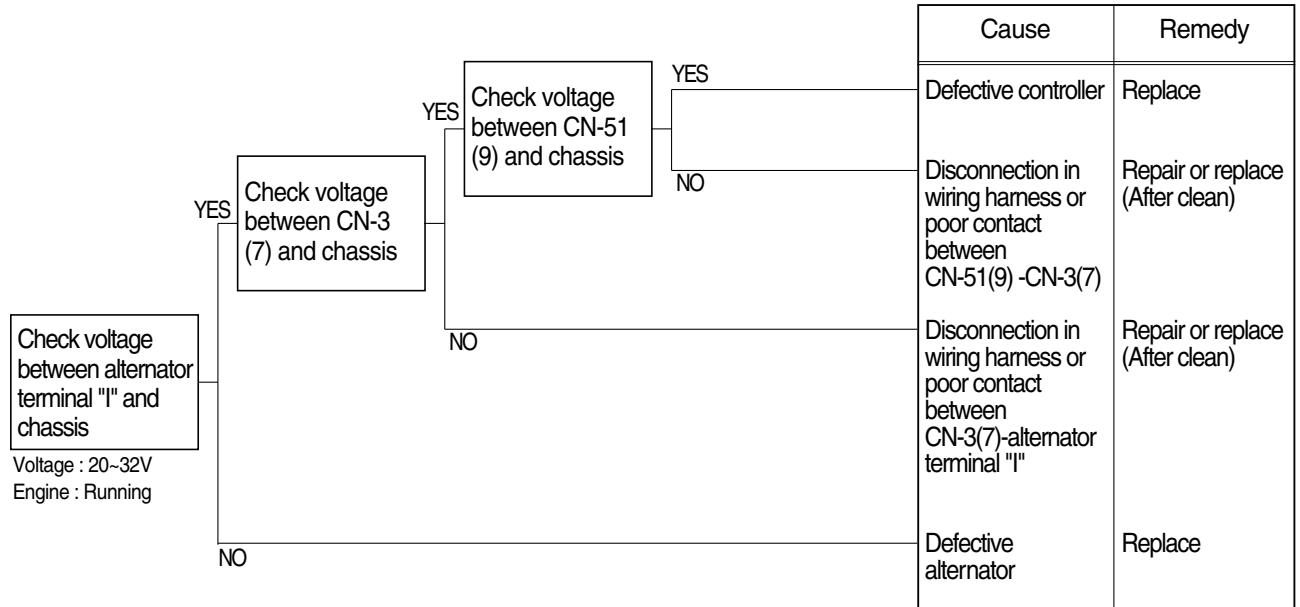 Check voltage
between alternator
terminal "I" and
chassis
Voltage : 20~32V
Engine : Running
YES
NO
Check voltage
between CN-3
(7) and chassis
YES
NO
Check voltage
between CN-51
(9) and chassis
YES
NO
Cause
Remedy
Defective controller
Replace
Disconnection in
wiring harness or
poor contact
between
CN-51(9) -CN-3(7)
Repair or replace
(After clean)
Disconnection in
wiring harness or
poor contact
between
CN-3(7)-alternator
terminal "I"
Repair or replace
(After clean)
Defective
alternator
Replace